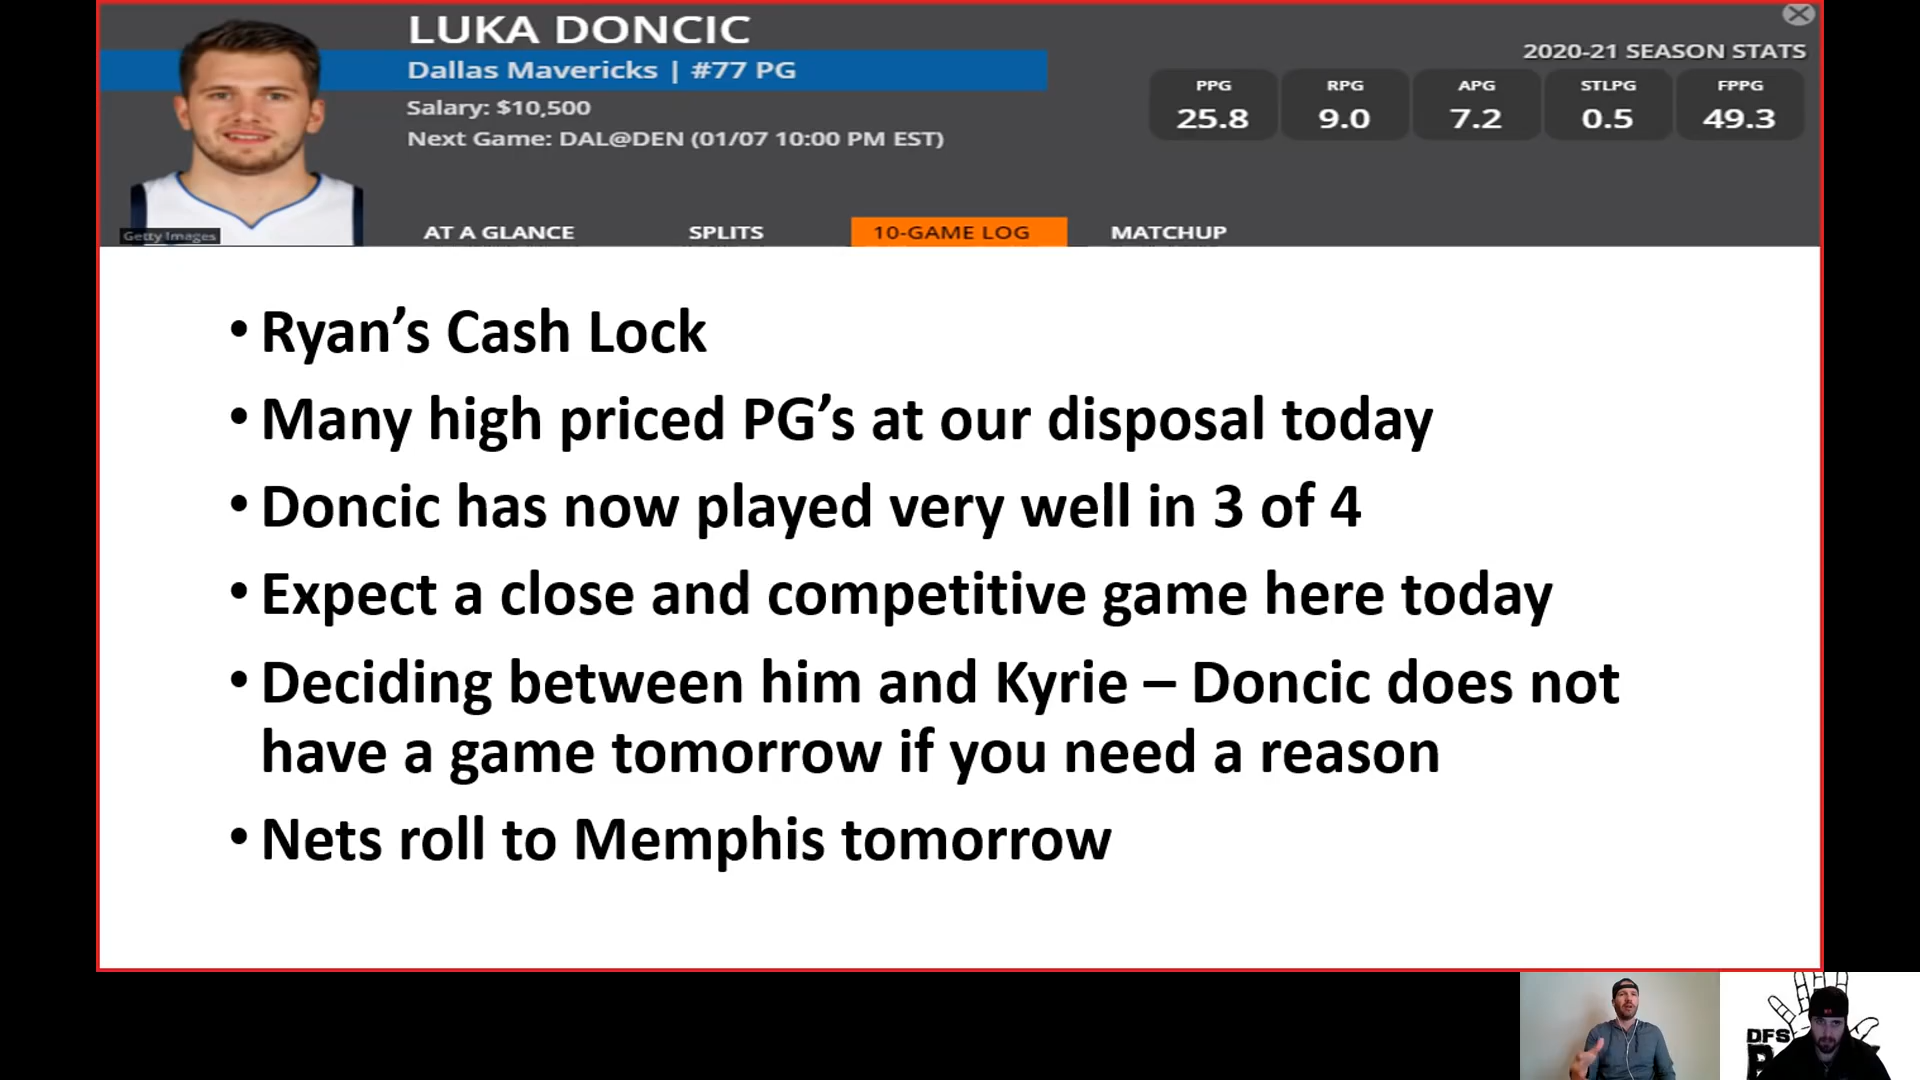 LUKA DONCIC
Dallas Mavericks | #77 PG
Salary: $10,500
Next Game: DAL@DEN (01/07 10:00 PM EST)
2020-21 SEASON STATS
PPG RPG APG STLPG FPPG
25.8 9.0 7.2 0.5 49.3
Getty Images
AT A GLANCE SPLITS 10-GAME LOG MATCHUP
• Ryan’s Cash Lock
• Many high priced PG’s at our disposal today
• Doncic has now played very well in 3 of 4
• Expect a close and competitive game here today
• Deciding between him and Kyrie – Doncic does not
have a game tomorrow if you need a reason
• Nets roll to Memphis tomorrow
DFS